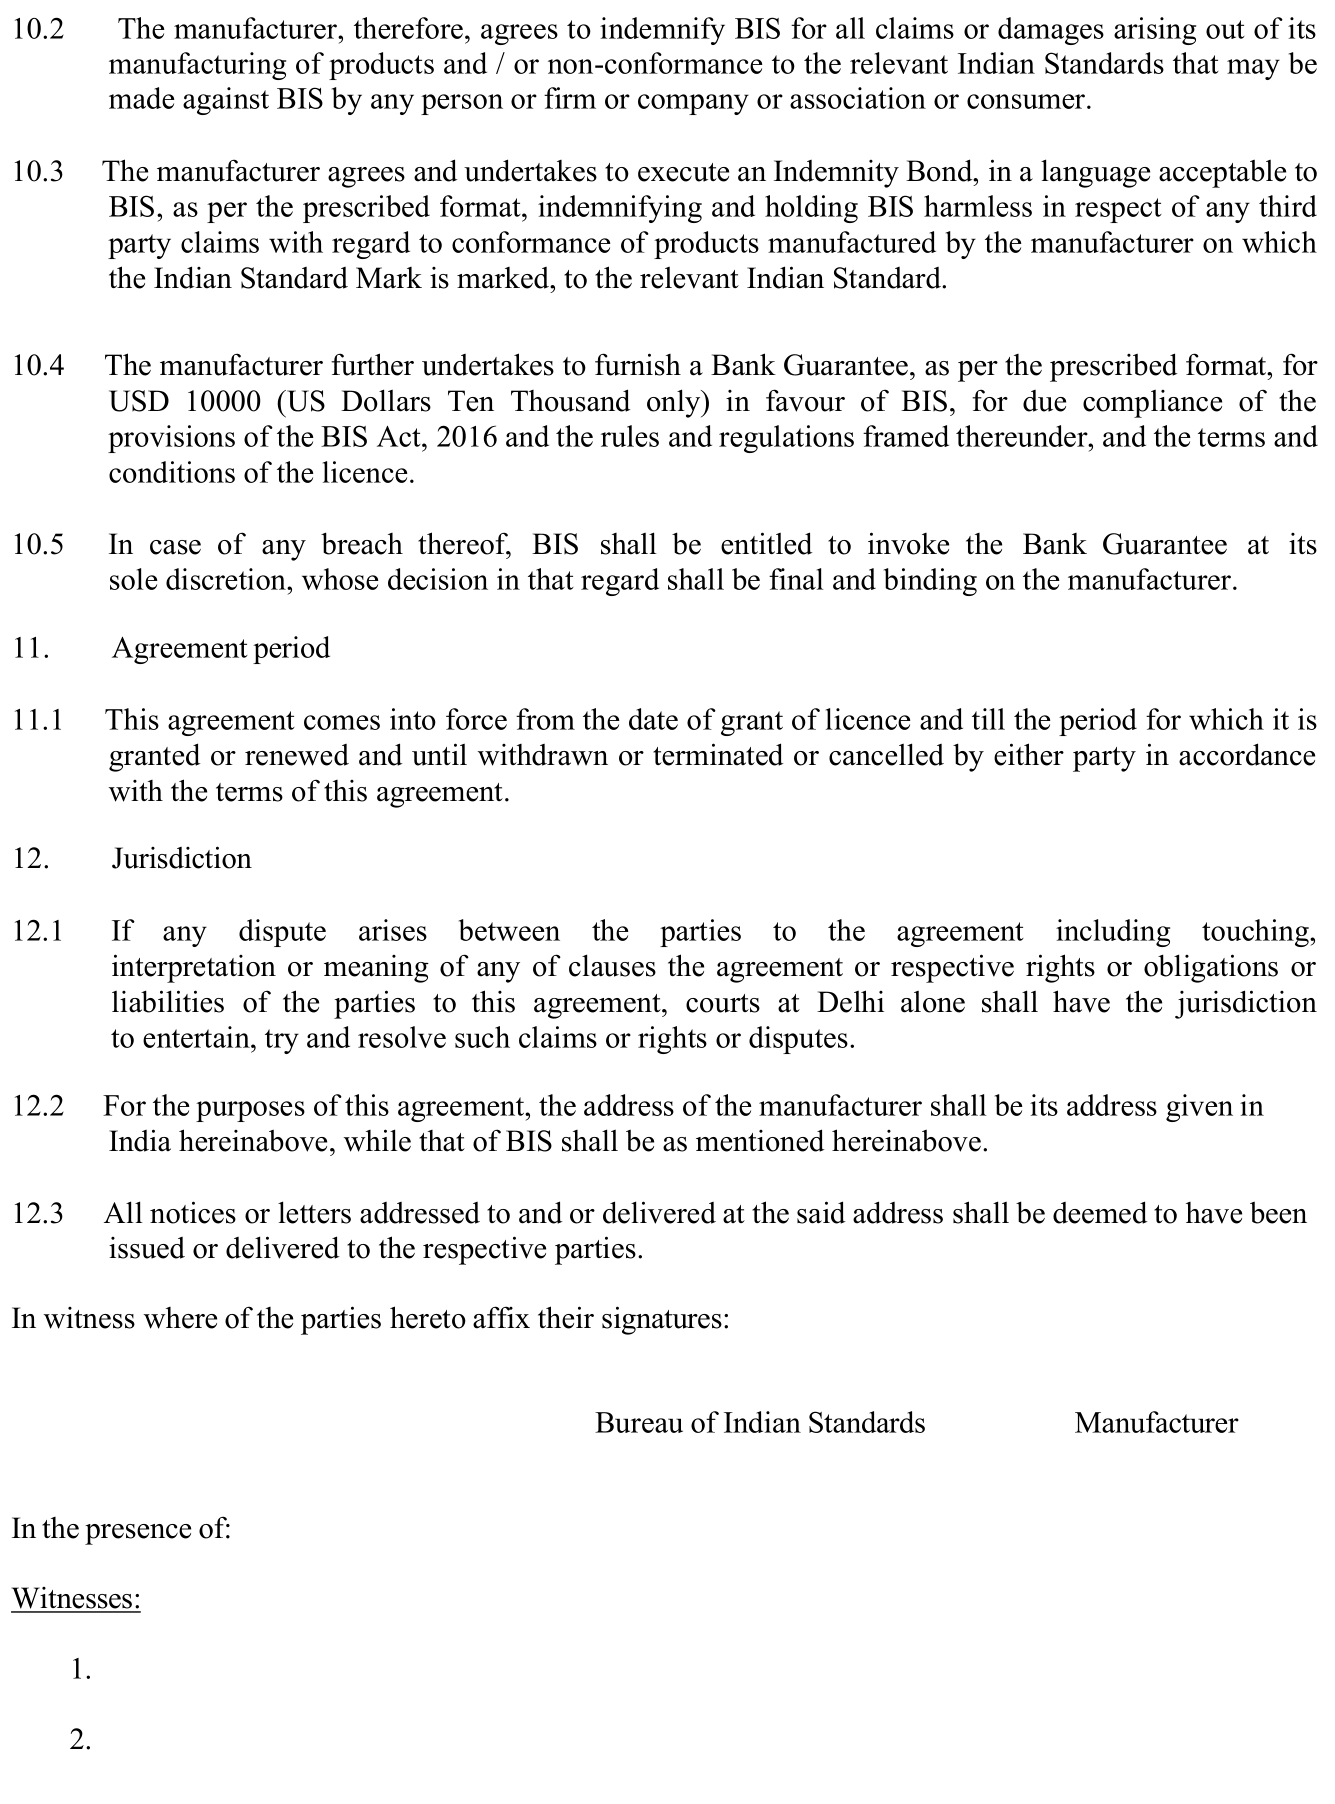 10.2 The manufacturer, therefore, agrees to indemnify BIS for all claims or damages arising out of its
manufacturing of products and / or non-conformance to the relevant Indian Standards that may be
made against BIS by any person or firm or company or association or consumer.
10.3 The manufacturer agrees and undertakes to execute an Indemnity Bond, in a language acceptable to
BIS, as per the prescribed format, indemnifying and holding BIS harmless in respect of any third
party claims with regard to conformance of products manufactured by the manufacturer on which
the Indian Standard Mark is marked, to the relevant Indian Standard.
10.4 The manufacturer further undertakes to furnish a Bank Guarantee, as per the prescribed format, for
USD 10000 (US Dollars Ten Thousand only) in favour of BIS, for due compliance of the
provisions of the BIS Act, 2016 and the rules and regulations framed thereunder, and the terms and
conditions of the licence.
10.5 In case of any breach thereof, BIS shall be entitled to invoke the Bank Guarantee at its
sole discretion, whose decision in that regard shall be final and binding on the manufacturer.
11. Agreement period
11.1 This agreement comes into force from the date of grant of licence and till the period for which it is
granted or renewed and until withdrawn or terminated or cancelled by either party in accordance
with the terms of this agreement.
12. Jurisdiction
12.1 If any dispute arises between the parties to the agreement including touching,
interpretation or meaning of any of clauses the agreement or respective rights or obligations or
liabilities of the parties to this agreement, courts at Delhi alone shall have the jurisdiction
to entertain, try and resolve such claims or rights or disputes.
12.2 For the purposes of this agreement, the address of the manufacturer shall be its address given in
India hereinabove, while that of BIS shall be as mentioned hereinabove.
12.3 All notices or letters addressed to and or delivered at the said address shall be deemed to have been
issued or delivered to the respective parties.
In witness where of the parties hereto affix their signatures:
Bureau of Indian Standards Manufacturer
In the presence of:
Witnesses:
1.
2.